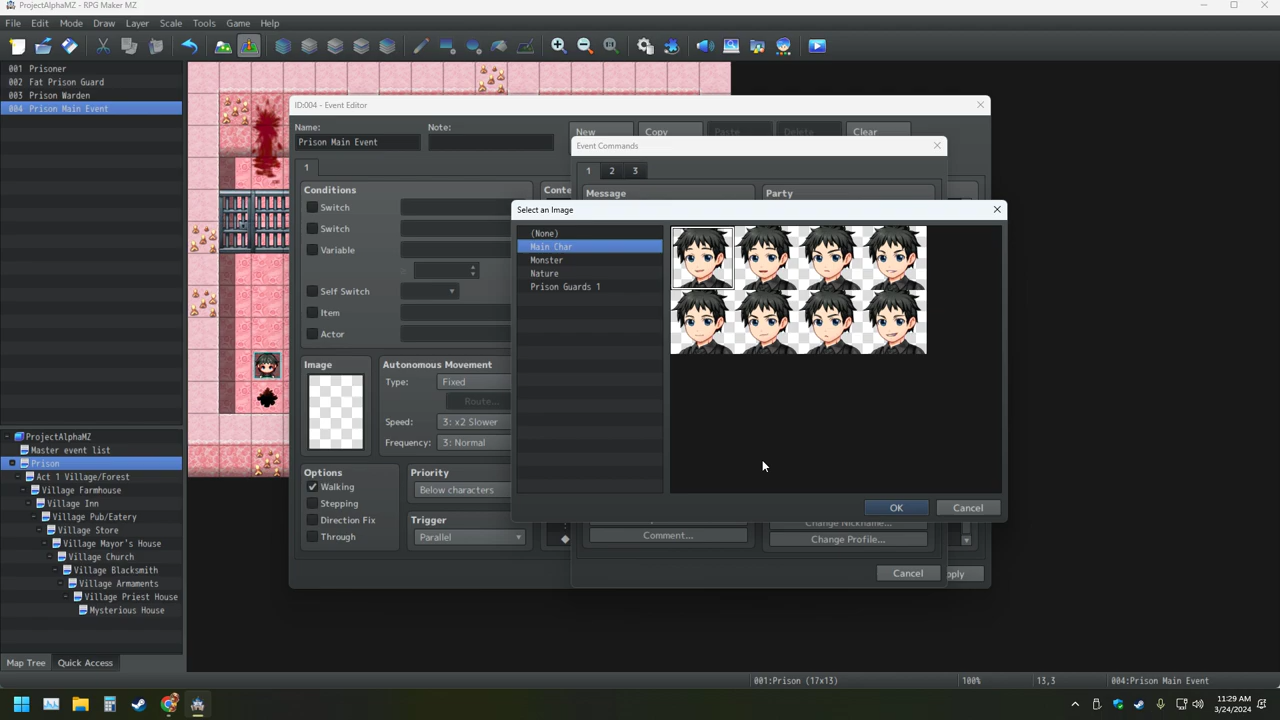 ProjectAlphaMZ - RPG Maker MZ
File Edit Mode Draw Layer Scale Tools Game Help
001 Prisoner
002 Fat Prison Guard
003 Prison Warden
004 Prison Main Event
ID:004 - Event Editor
Name:
Note:
Prison Main Event
New
Copy
Paste
Delete
Clear
1
Conditions
Switch
Switch
Variable
Self Switch
Item
Actor
Image
Autonomous Movement
Type:
Fixed
Route...
Speed:
3: x2 Slower
Frequency:
3: Normal
Options
Walking
Stepping
Direction Fix
Through
Priority
Below characters
Trigger
Parallel
Event Commands
1 2 3
Message
Party
Select an Image
(None)
Main Char
Monster
Nature
Prison Guards 1
OK
Cancel
Comment...
Change Nickname...
Change Profile...
Cancel
ProjectAlphaMZ
Master event list
Prison
Act 1 Village/Forest
Village Farmhouse
Village Inn
Village Pub/Eatery
Village Store
Village Mayor's House
Village Church
Village Blacksmith
Village Armaments
Village Priest House
Mysterious House
Map Tree
Quick Access
001:Prison (17x13)
100%
13,3
004:Prison Main Event
11:29 AM
3/24/2024